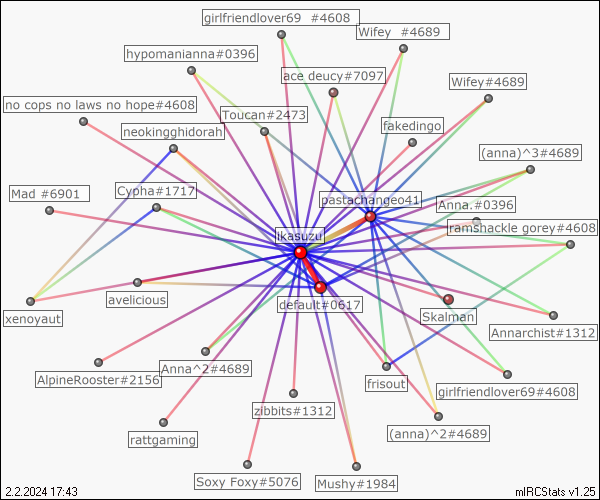 girlfriendlover69 #4608
Wifey #4689
hypomanianna#0396
ace deucy#7097
Wifey#4689
no cops no laws no hope#4608
Toucan#2473
neokingghidorah
fakedingo
(anna)^3#4689
Mad #6901
Cypha#1717
pastachangeo41
Anna.#0396
ramshackle gorey#4608
ikasuzu
avelicious
default#0617
xenoyaut
Skalman
Annarchist#1312
AlpineRooster#2156
Anna^2#4689
frisout
girlfriendlover69#4608
zibbits#1312
rattgaming
(anna)^2#4689
Soxy Foxy#5076
Mushy#1984
2.2.2024 17:43
mIRCStats v1.25